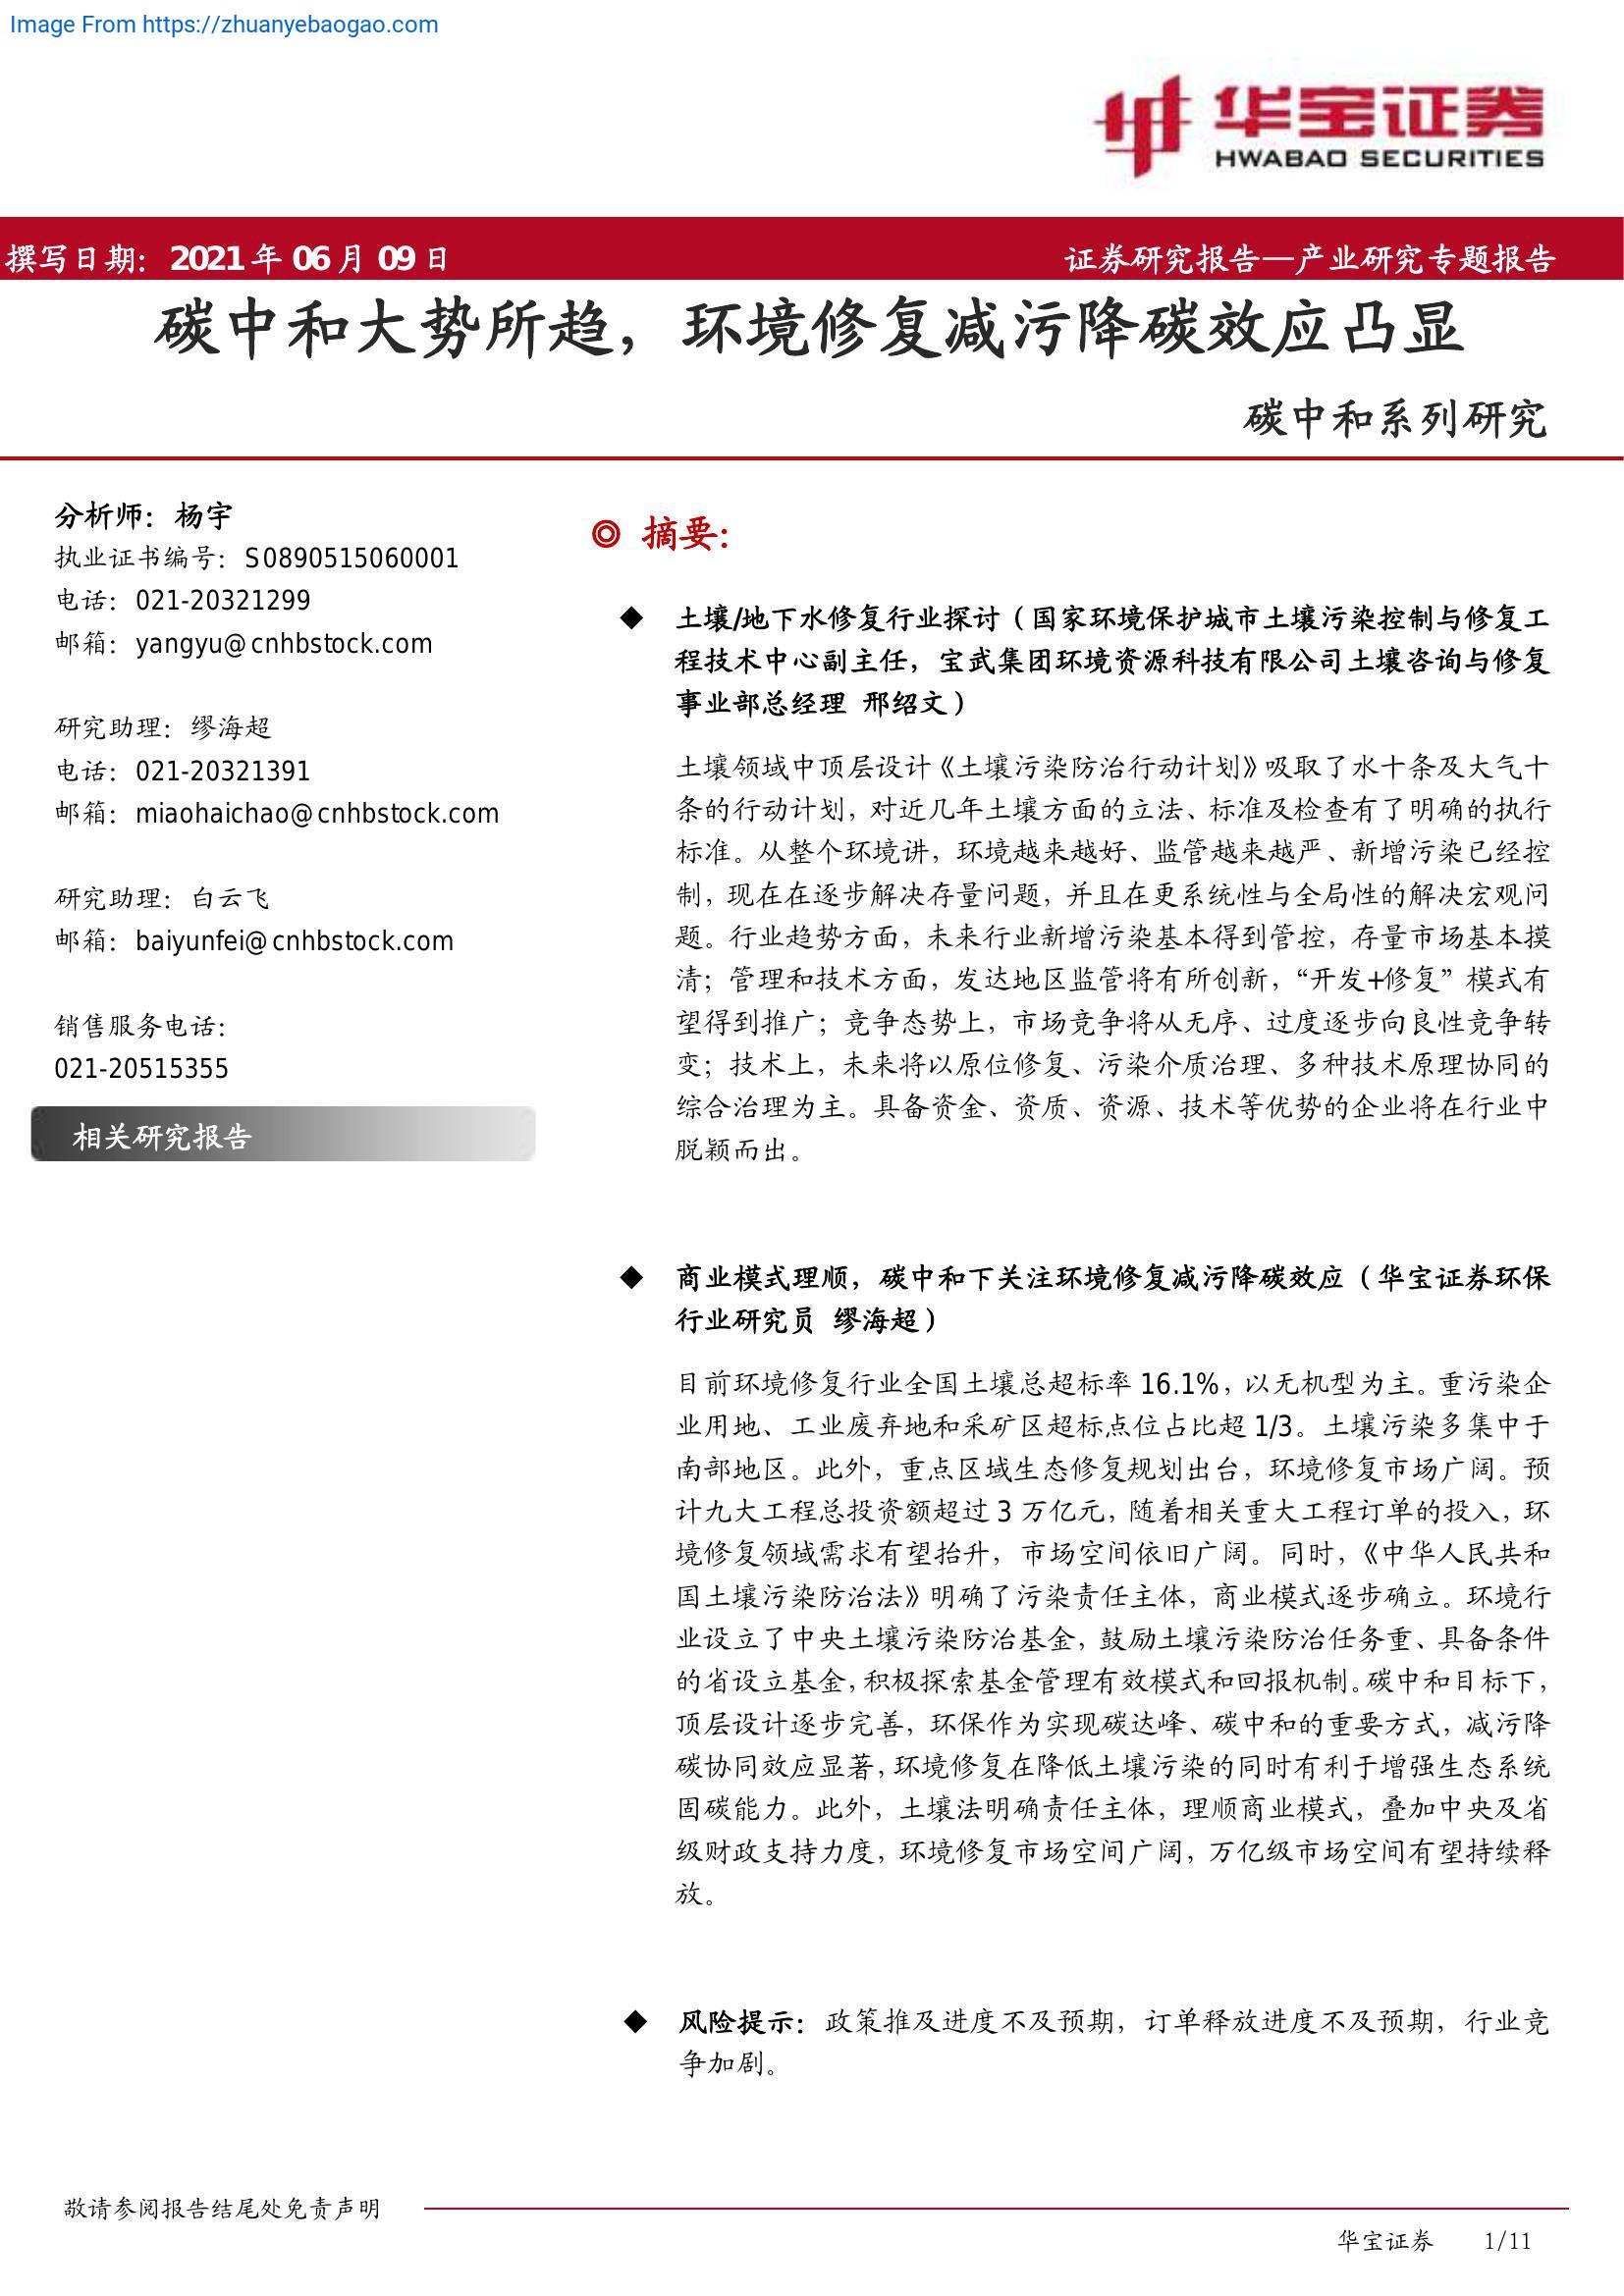 Image From https://zhuanyebaogao.com
华宝证券
HWABAO SECURITIES
撰写日期：2021 年 06 月 09 日
证券研究报告—产业研究专题报告
碳中和大势所趋，环境修复减污降碳效应凸显
碳中和系列研究
分析师：杨宇
执业证书编号：S0890515060001
电话：021-20321299
邮箱：yangyu@cnhbstock.com
研究助理：缪海超
电话：021-20321391
邮箱：miaohaichao@cnhbstock.com
研究助理：白云飞
邮箱：baiyunfei@cnhbstock.com
销售服务电话：
021-20515355
相关研究报告
◎ 摘要：
◆ 土壤/地下水修复行业探讨（国家环境保护城市土壤污染控制与修复工
程技术中心副主任，宝武集团环境资源科技有限公司土壤咨询与修复
事业部总经理 邢绍文）
土壤领域中顶层设计《土壤污染防治行动计划》吸取了水十条及大气十
条的行动计划，对近几年土壤方面的立法、标准及检查有了明确的执行
标准。从整个环境讲，环境越来越好、监管越来越严、新增污染已经控
制，现在在逐步解决存量问题，并且在更系统性与全局性的解决宏观问
题。行业趋势方面，未来行业新增污染基本得到管控，存量市场基本摸
清；管理和技术方面，发达地区监管将有所创新，“开发+修复”模式有
望得到推广；竞争态势上，市场竞争将从无序、过度逐步向良性竞争转
变；技术上，未来将以原位修复、污染介质治理、多种技术原理协同的
综合治理为主。具备资金、资质、资源、技术等优势的企业将在行业中
脱颖而出。
◆ 商业模式理顺，碳中和下关注环境修复减污降碳效应（华宝证券环保
行业研究员 缪海超）
目前环境修复行业全国土壤总超标率 16.1%，以无机型为主。重污染企
业用地、工业废弃地和采矿区超标点位占比超 1/3。土壤污染多集中于
南部地区。此外，重点区域生态修复规划出台，环境修复市场广阔。预
计九大工程总投资额超过 3 万亿元，随着相关重大工程订单的投入，环
境修复领域需求有望抬升，市场空间依旧广阔。同时，《中华人民共和
国土壤污染防治法》明确了污染责任主体，商业模式逐步确立。环境行
业设立了中央土壤污染防治基金，鼓励土壤污染防治任务重、具备条件
的省设立基金，积极探索基金管理有效模式和回报机制。碳中和目标下，
顶层设计逐步完善，环保作为实现碳达峰、碳中和的重要方式，减污降
碳协同效应显著，环境修复在降低土壤污染的同时有利于增强生态系统
固碳能力。此外，土壤法明确责任主体，理顺商业模式，叠加中央及省
级财政支持力度，环境修复市场空间广阔，万亿级市场空间有望持续释
放。
◆ 风险提示：政策推及进度不及预期，订单释放进度不及预期，行业竞
争加剧。
敬请参阅报告结尾处免责声明
华宝证券 1/11